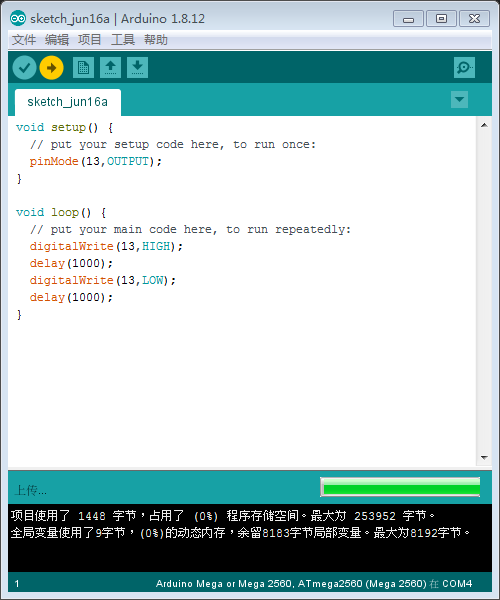 sketch_jun16a | Arduino 1.8.12
文件 编辑 项目 工具 帮助
sketch_jun16a
void setup() {
  // put your setup code here, to run once:
  pinMode(13,OUTPUT);
}
void loop() {
  // put your main code here, to run repeatedly:
  digitalWrite(13,HIGH);
  delay(1000);
  digitalWrite(13,LOW);
  delay(1000);
}
上传...
项目使用了 1448 字节，占用了 (0%) 程序存储空间。最大为 253952 字节。
全局变量使用了9字节，(0%)的动态内存，余留8183字节局部变量。最大为8192字节。
1 Arduino Mega or Mega 2560, ATmega2560 (Mega 2560) 在 COM4